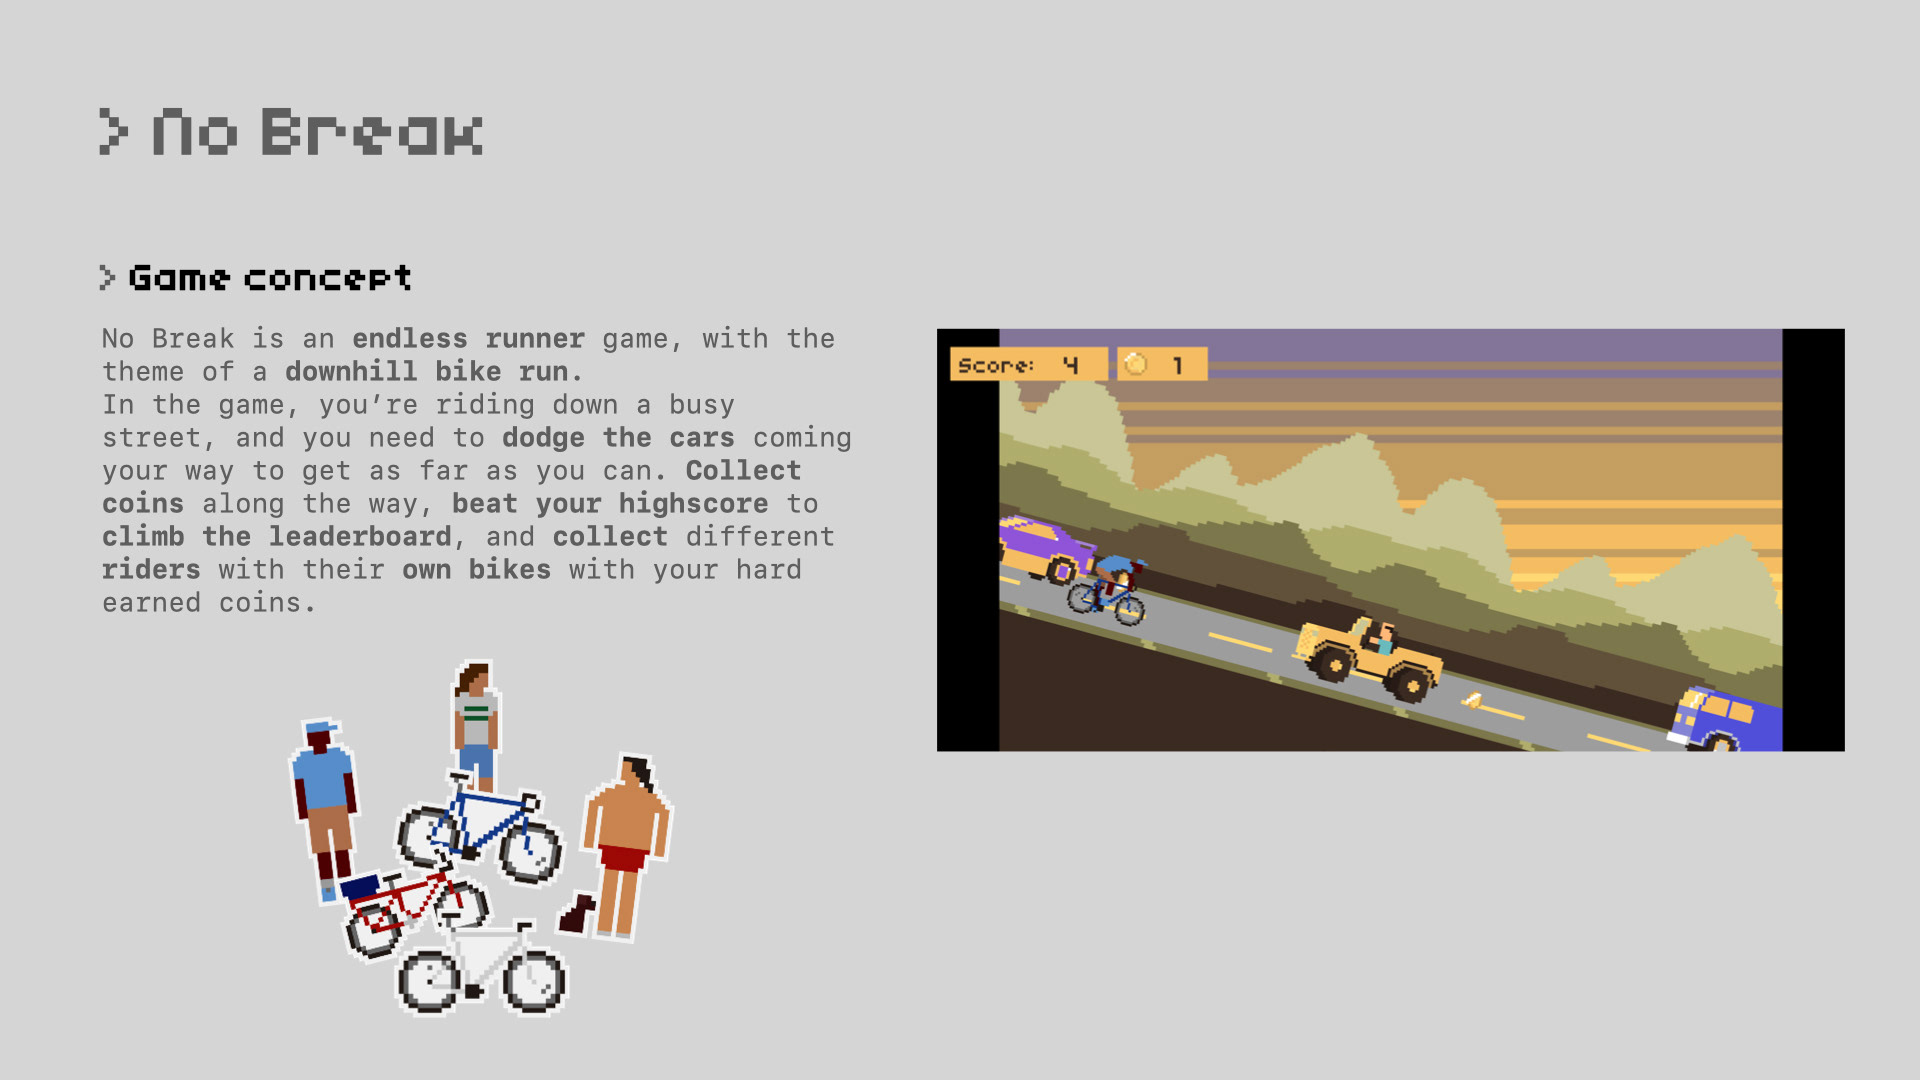 > No Break
> Game concept
No Break is an endless runner game, with the
theme of a downhill bike run.
In the game, you’re riding down a busy
street, and you need to dodge the cars coming
your way to get as far as you can. Collect
coins along the way, beat your highscore to
climb the leaderboard, and collect different
riders with their own bikes with your hard
earned coins.
Score: 4 1